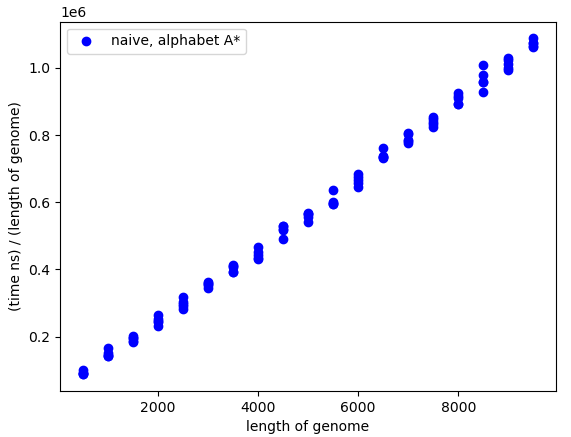 1e6
naive, alphabet A*
1.0
0.8
0.6
0.4
0.2
(time ns) / (length of genome)
2000 4000 6000 8000
length of genome